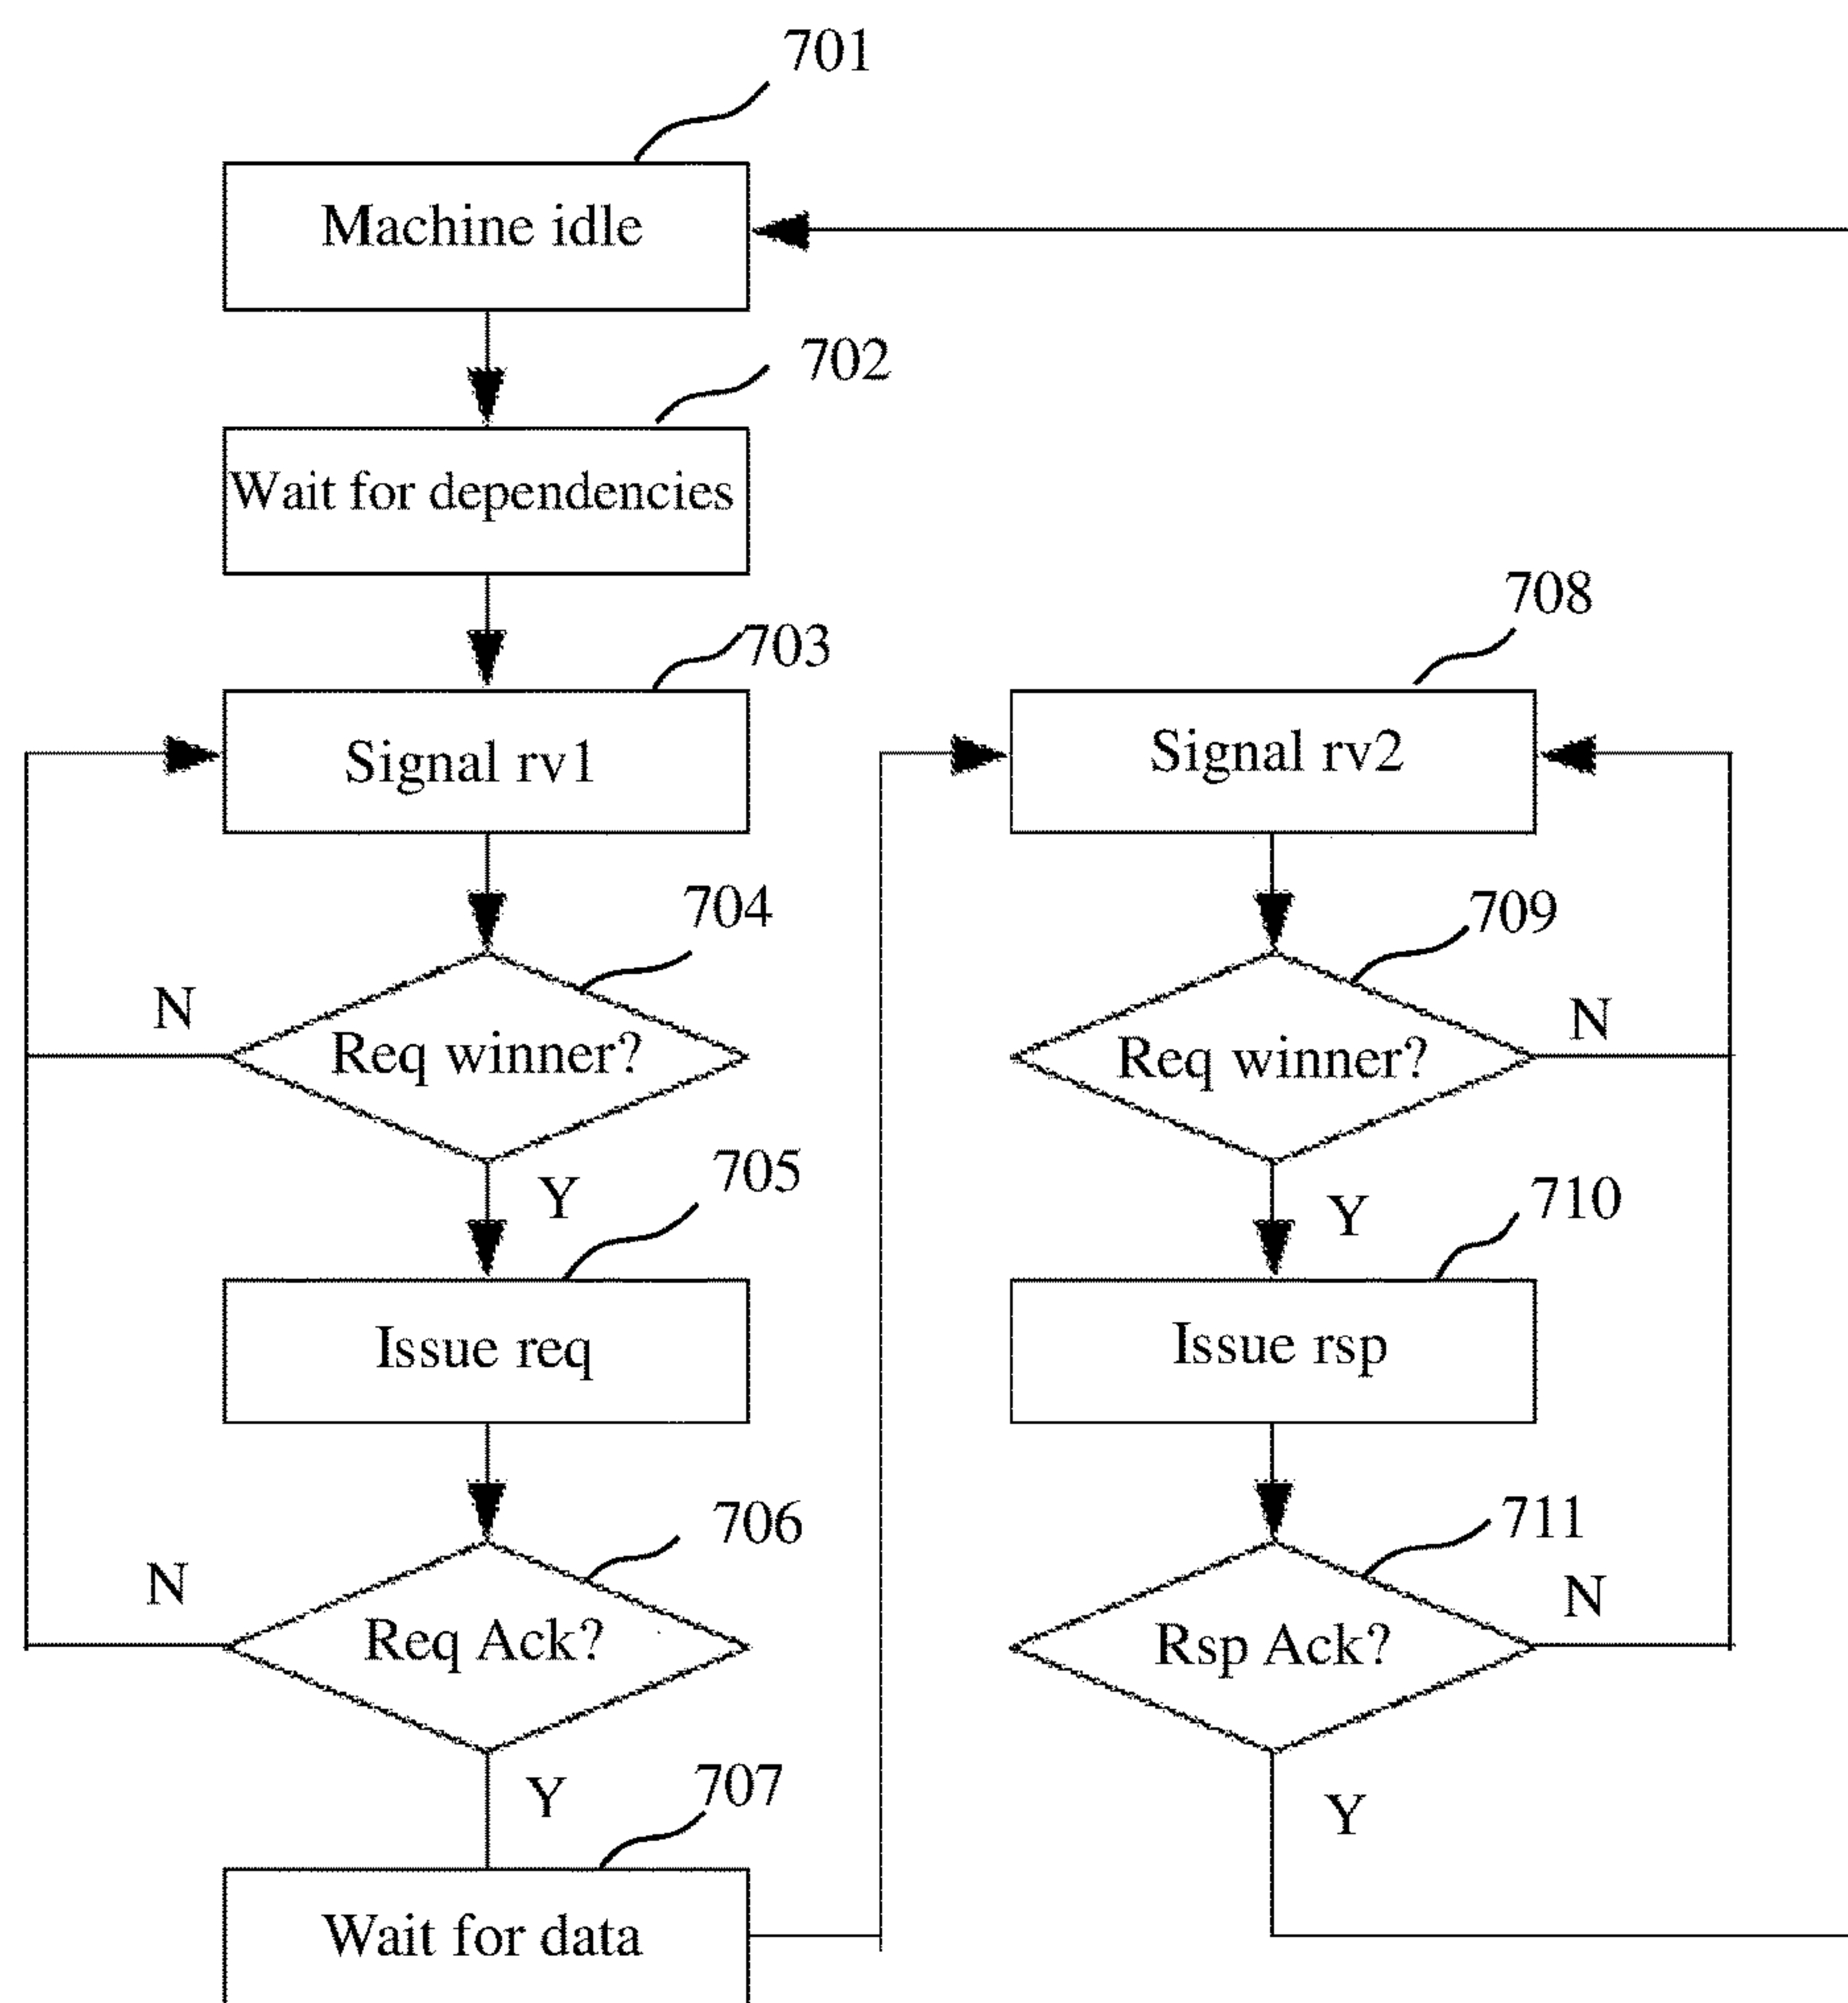 701
Machine idle
702
Wait for dependencies
703
Signal rv1
704
N
Req winner?
Y
705
Issue req
706
N
Req Ack?
Y
707
Wait for data
708
Signal rv2
709
N
Req winner?
Y
710
Issue rsp
711
N
Rsp Ack?
Y